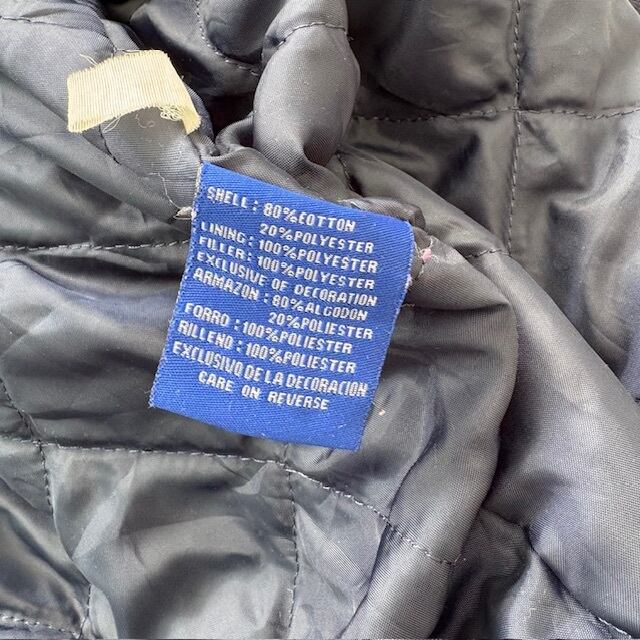 SHELL: 80%COTTON
20%POLYESTER
LINING: 100%POLYESTER
FILLER: 100%POLYESTER
EXCLUSIVE OF DECORATION
ARMAZON: 80%ALGODON
20%POLIESTER
FORRO: 100%POLIESTER
RILLENO: 100%POLIESTER
EXCLUSIVO DE LA DECORACION
CARE ON REVERSE